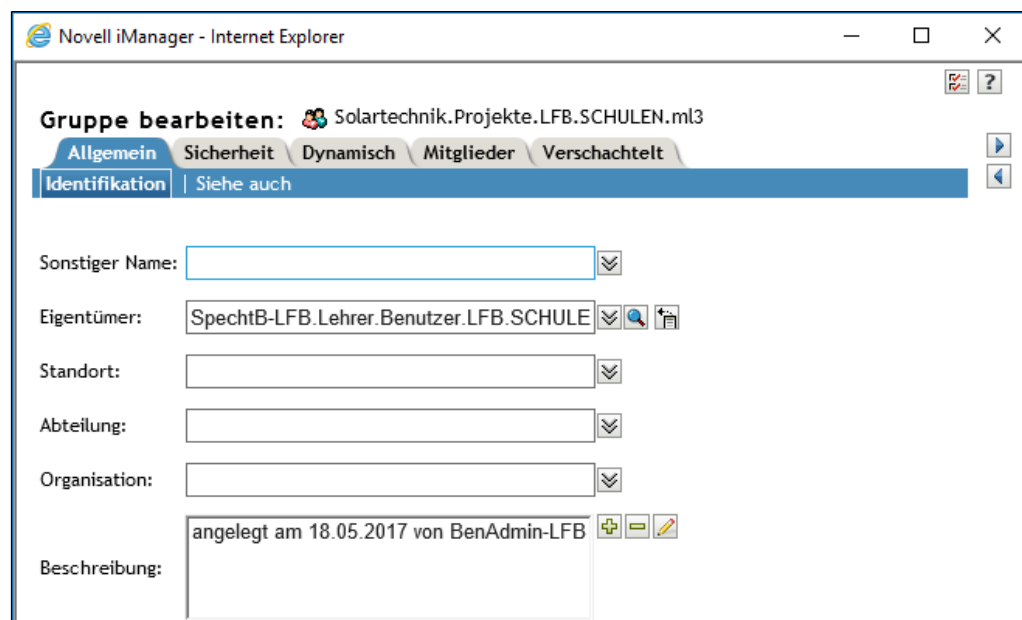 Novell iManager - Internet Explorer
?
Gruppe bearbeiten: Solartechnik.Projekte.LFB.SCHULEN.ml3
Allgemein Sicherheit Dynamisch Mitglieder Verschachtelt
Identifikation | Siehe auch
Sonstiger Name:
Eigentümer: SpechtB-LFB.Lehrer.Benutzer.LFB.SCHULE
Standort:
Abteilung:
Organisation:
angelegt am 18.05.2017 von BenAdmin-LFB
Beschreibung: